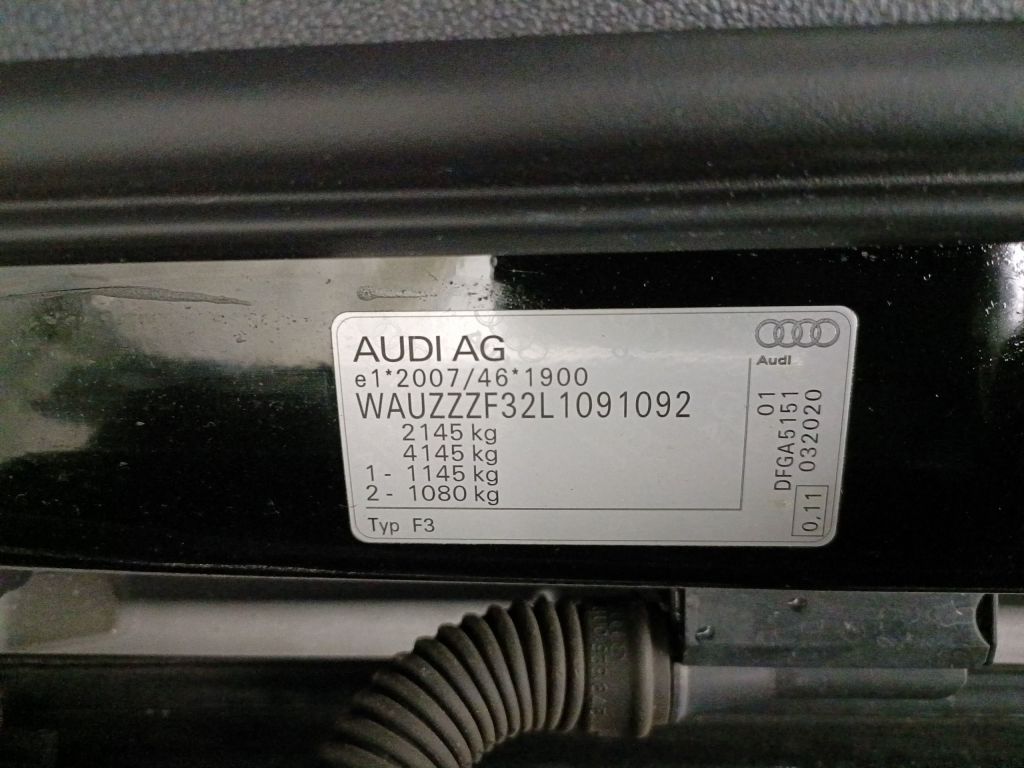 AUDI AG
e1*2007/46*1900
WAUZZZF32L1091092
2145 kg
4145 kg
1 - 1145 kg
2 - 1080 kg
Typ F3
Audi
01
DFGA5151
032020
0,11